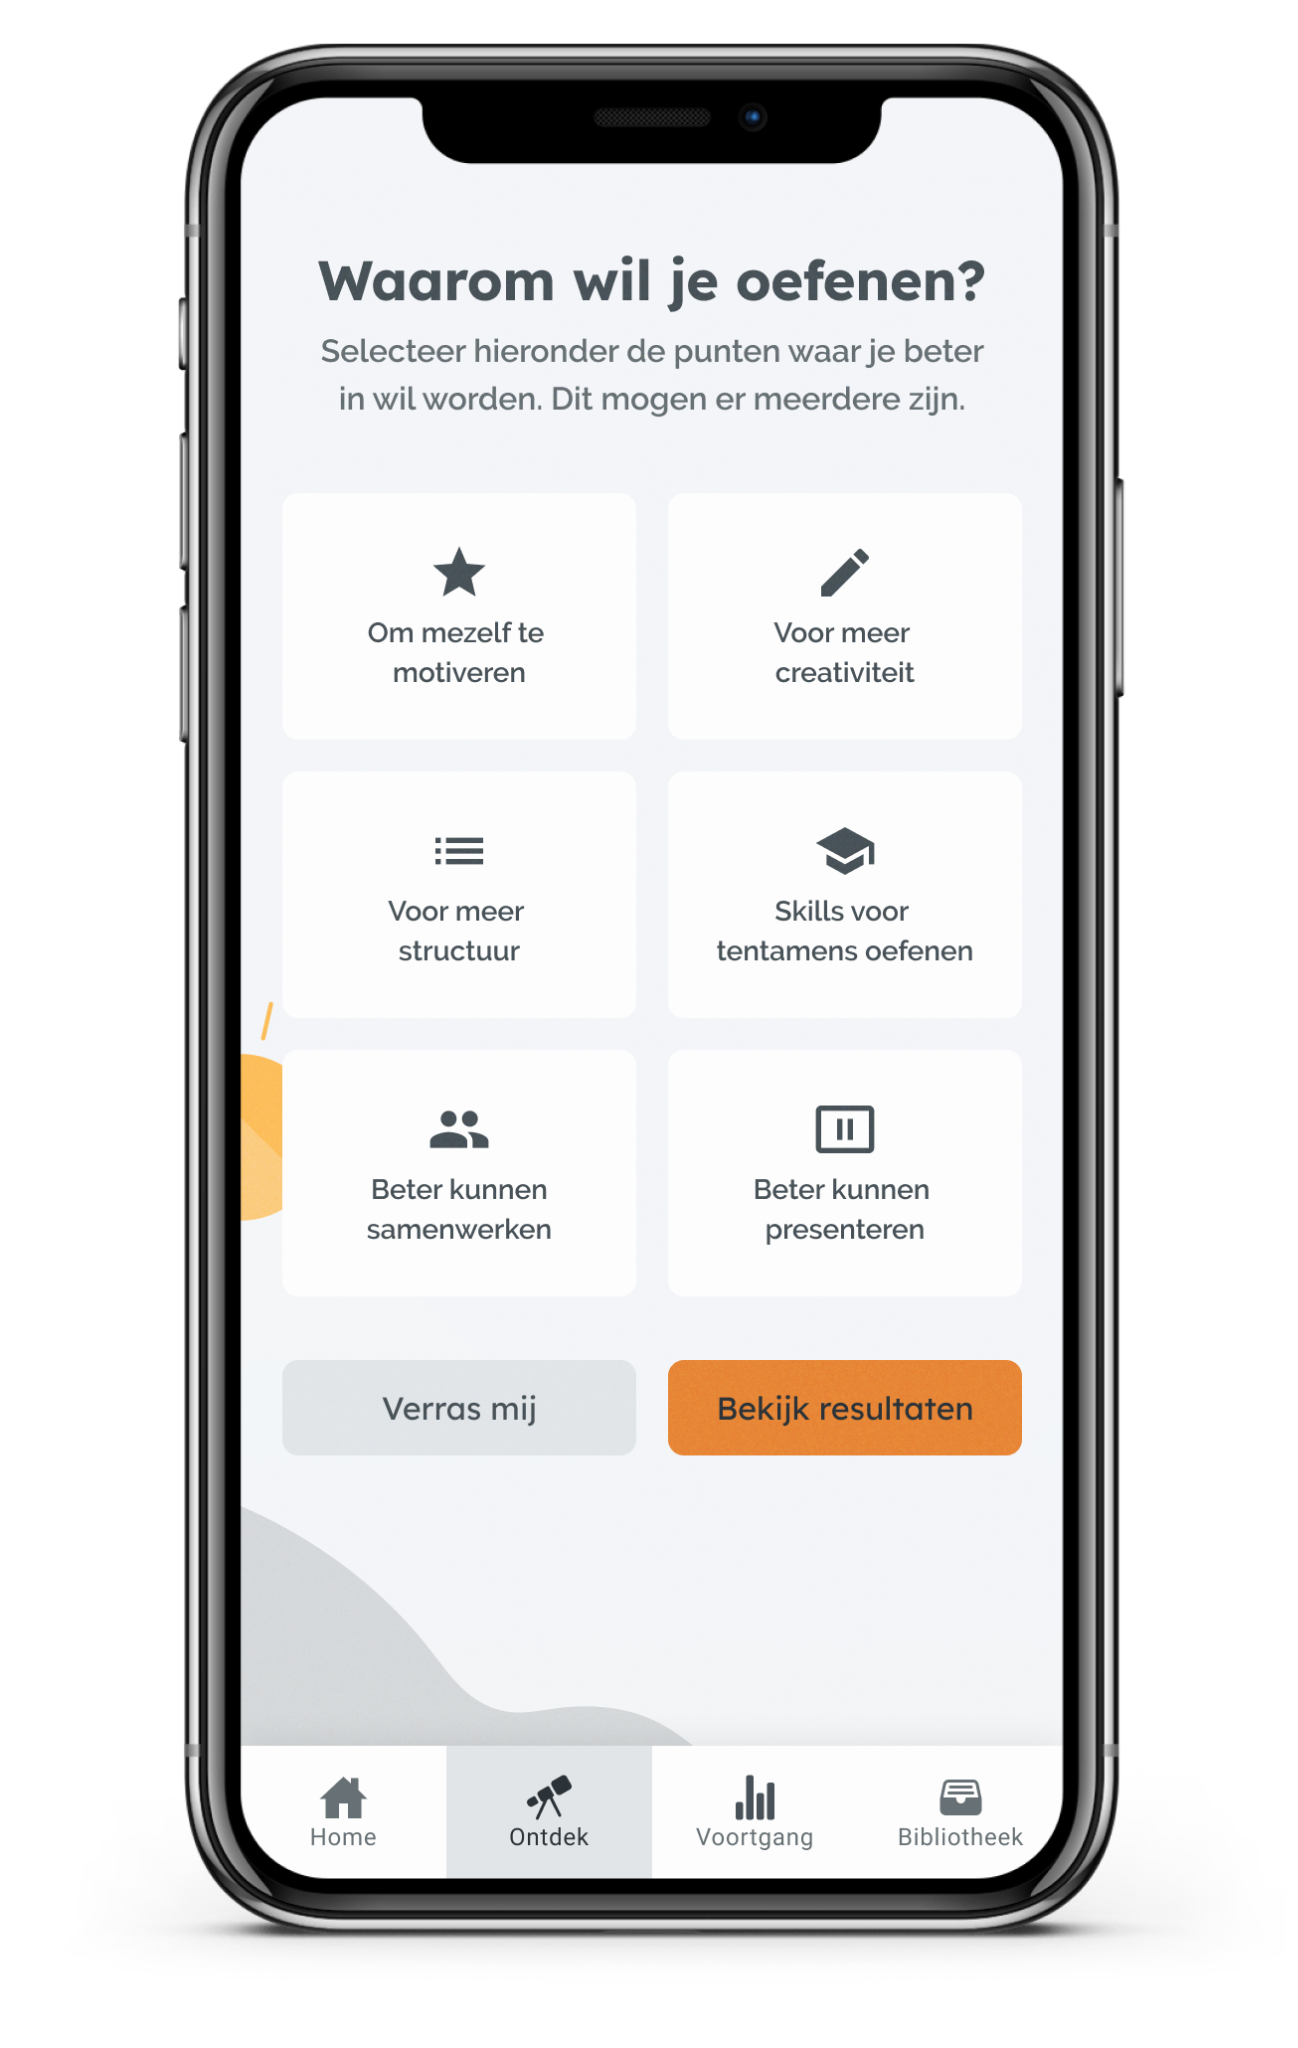 Waarom wil je oefenen?
Selecteer hieronder de punten waar je beter
in wil worden. Dit mogen er meerdere zijn.
Om mezelf te
motiveren
Voor meer
creativiteit
Voor meer
structuur
Skills voor
tentamens oefenen
Beter kunnen
samenwerken
Beter kunnen
presenteren
Verras mij
Bekijk resultaten
Home
Ontdek
Voortgang
Bibliotheek